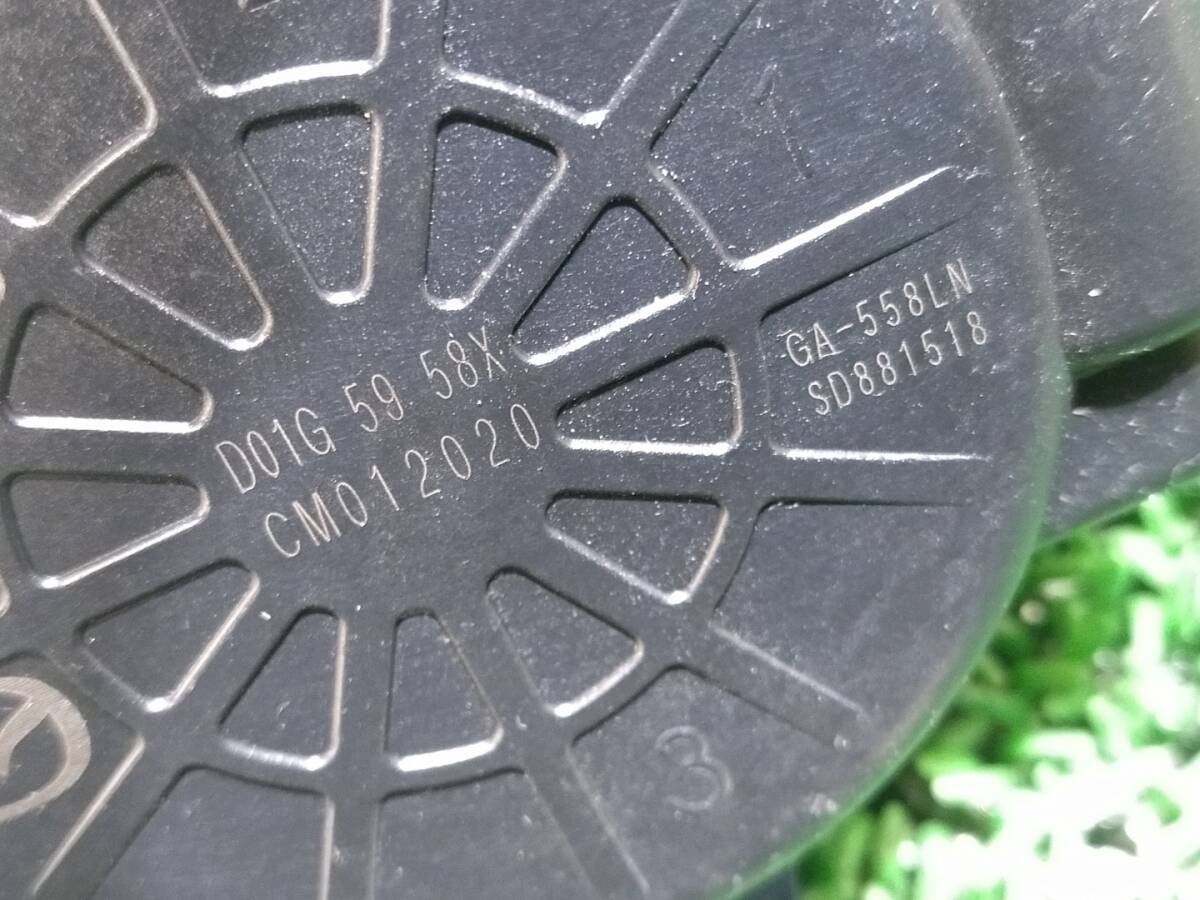 D01G 59 58X
CM012020
GA-558LN
SD881518
1
3